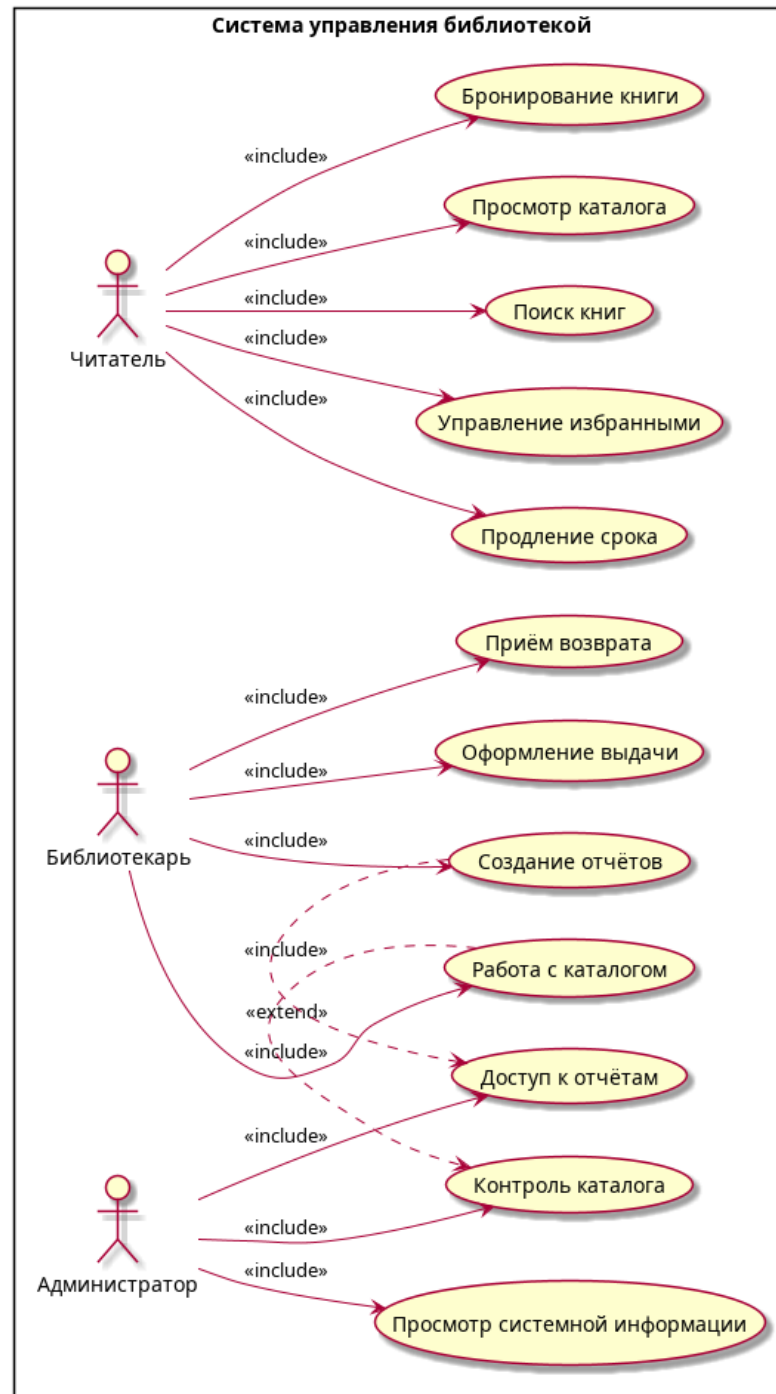 Система управления библиотекой
Бронирование книги
«include»
Просмотр каталога
«include»
«include»
Поиск книг
«include»
Читатель
«include»
Управление избранными
Продление срока
Приём возврата
«include»
Оформление выдачи
«include»
«include»
Библиотекарь
Создание отчётов
«include»
Работа с каталогом
«extend»
«include»
Доступ к отчётам
«include»
Контроль каталога
«include»
«include»
Администратор
Просмотр системной информации